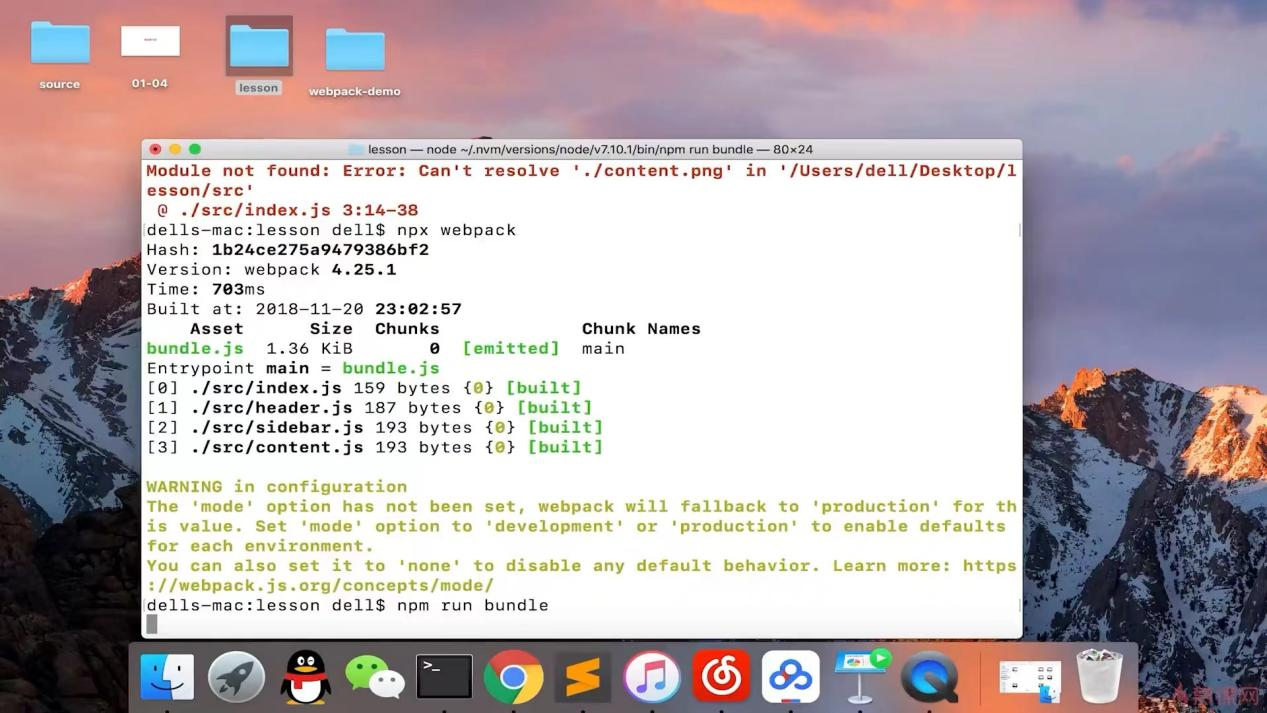 source
01-04
lesson
webpack-demo
lesson — node ~/.nvm/versions/node/v7.10.1/bin/npm run bundle — 80×24
Module not found: Error: Can't resolve './content.png' in '/Users/dell/Desktop/l
esson/src'
@ ./src/index.js 3:14-38
dells-mac:lesson dell$ npx webpack
Hash: 1b24ce275a9479386bf2
Version: webpack 4.25.1
Time: 703ms
Built at: 2018-11-20 23:02:57
Asset Size Chunks Chunk Names
bundle.js 1.36 KiB 0 [emitted] main
Entrypoint main = bundle.js
[0] ./src/index.js 159 bytes {0} [built]
[1] ./src/header.js 187 bytes {0} [built]
[2] ./src/sidebar.js 193 bytes {0} [built]
[3] ./src/content.js 193 bytes {0} [built]
WARNING in configuration
The 'mode' option has not been set, webpack will fallback to 'production' for th
is value. Set 'mode' option to 'development' or 'production' to enable defaults
for each environment.
You can also set it to 'none' to disable any default behavior. Learn more: https
://webpack.js.org/concepts/mode/
dells-mac:lesson dell$ npm run bundle